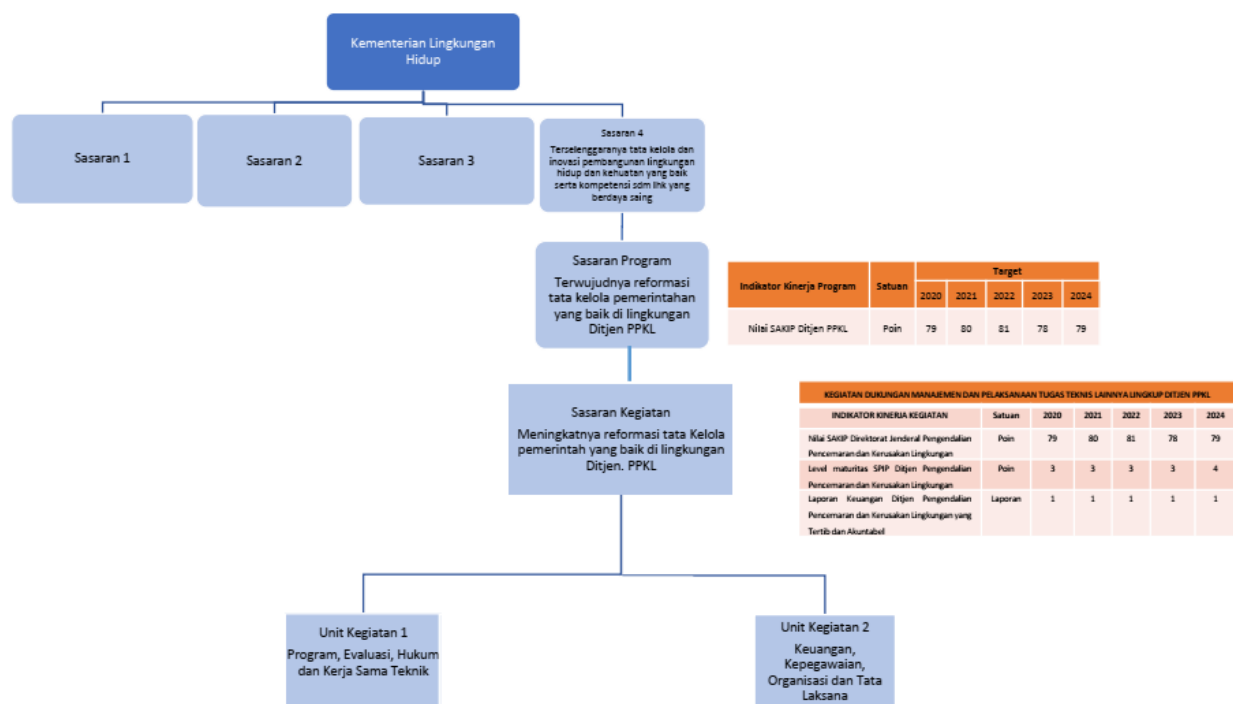 Kementerian Lingkungan
Hidup
Sasaran 1
Sasaran 2
Sasaran 3
Sasaran 4
Terselenggaranya tata kelola dan
inovasi pembangunan lingkungan
hidup dan kehuatan yang baik
serta kompetensi sdm lhk yang
berdaya saing
Sasaran Program
Terwujudnya reformasi
tata kelola pemerintahan
yang baik di lingkungan
Ditjen PPKL
Indikator Kinerja Program Satuan Target
2020 2021 2022 2023 2024
Nilai SAKIP Ditjen PPKL Poin 79 80 81 78 79
Sasaran Kegiatan
Meningkatnya reformasi tata Kelola
pemerintah yang baik di lingkungan
Ditjen. PPKL
KEGIATAN DUKUNGAN MANAJEMEN DAN PELAKSANAAN TUGAS TEKNIS LAINNYA LINGKUP DITJEN PPKL
INDIKATOR KINERJA KEGIATAN Satuan 2020 2021 2022 2023 2024
Nilai SAKIP Direktorat Jenderal Pengendalian Poin 79 80 81 78 79
Pencemaran dan Kerusakan Lingkungan
Level maturitas SPIP Ditjen Pengendalian Poin 3 3 3 3 4
Pencemaran dan Kerusakan Lingkungan
Laporan Keuangan Ditjen Pengendalian Laporan 1 1 1 1 1
Pencemaran dan Kerusakan Lingkungan yang
Tertib dan Akuntabel
Unit Kegiatan 1
Program, Evaluasi, Hukum
dan Kerja Sama Teknik
Unit Kegiatan 2
Keuangan,
Kepegawaian,
Organisasi dan Tata
Laksana